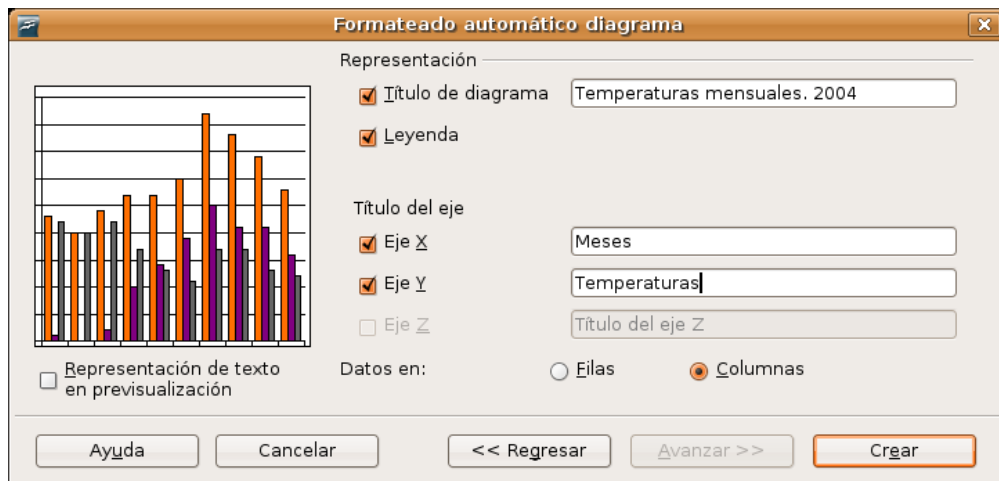 Formateado automático diagrama
Representación
Título de diagrama Temperaturas mensuales. 2004
Leyenda
Título del eje
Eje X Meses
Eje Y Temperaturas
Eje Z Título del eje Z
Representación de texto
en previsualización
Datos en: Filas Columnas
Ayuda Cancelar << Regresar Avanzar >> Crear